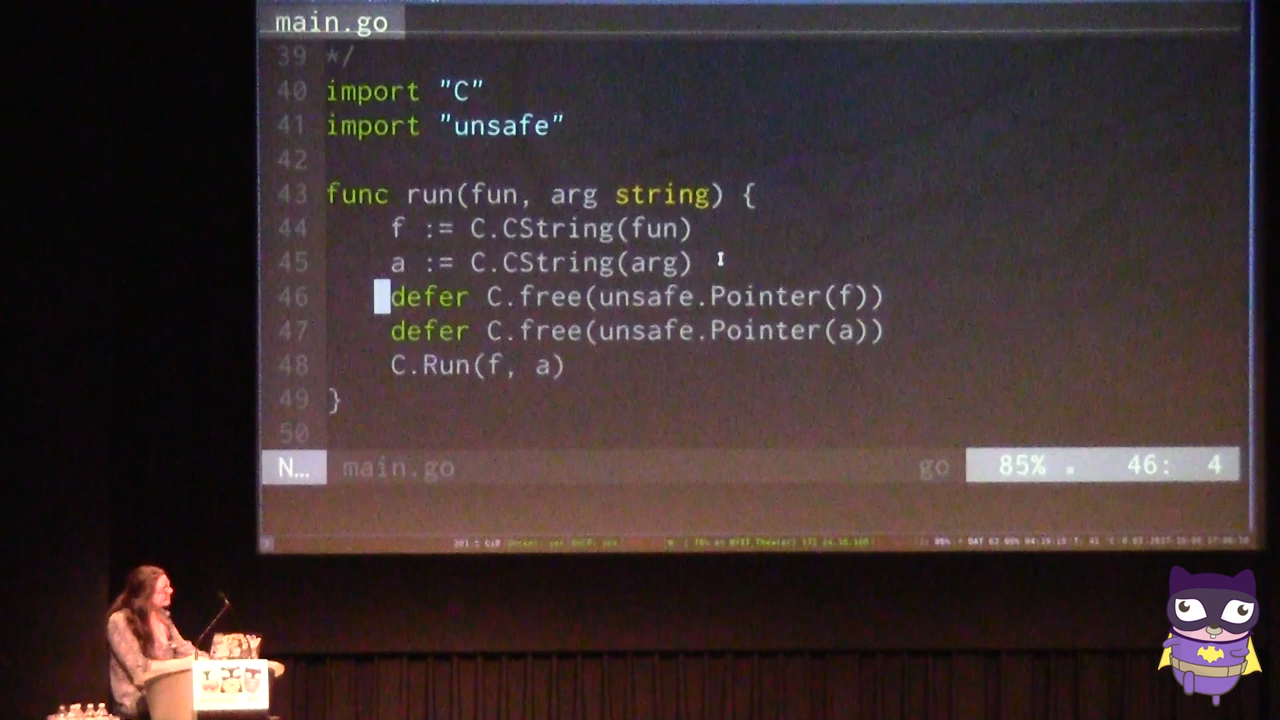 main.go
39 */
40 import "C"
41 import "unsafe"
42
43 func run(fun, arg string) {
44 f := C.CString(fun)
45 a := C.CString(arg)
46 defer C.free(unsafe.Pointer(f))
47 defer C.free(unsafe.Pointer(a))
48 C.Run(f, a)
49 }
50
N... main.go go 85% 46: 4